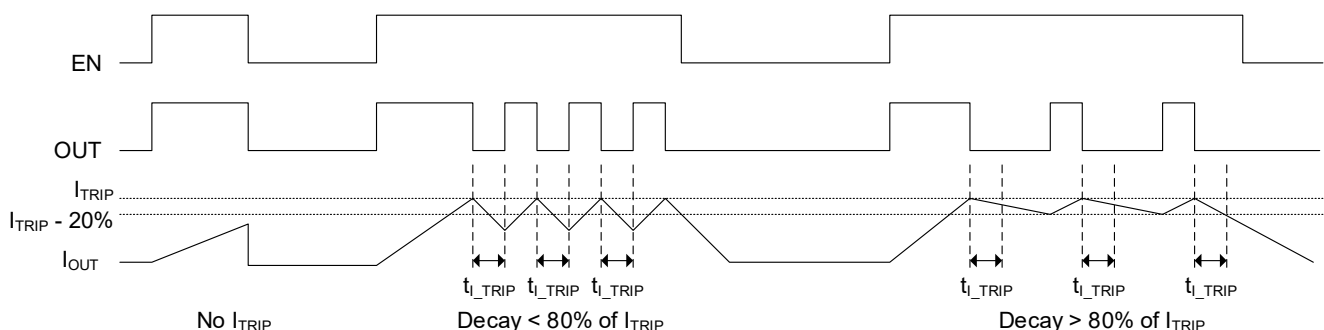 EN
OUT
I_TRIP
I_TRIP - 20%
I_OUT
t_I_TRIP t_I_TRIP t_I_TRIP t_I_TRIP t_I_TRIP t_I_TRIP
No I_TRIP Decay < 80% of I_TRIP Decay > 80% of I_TRIP